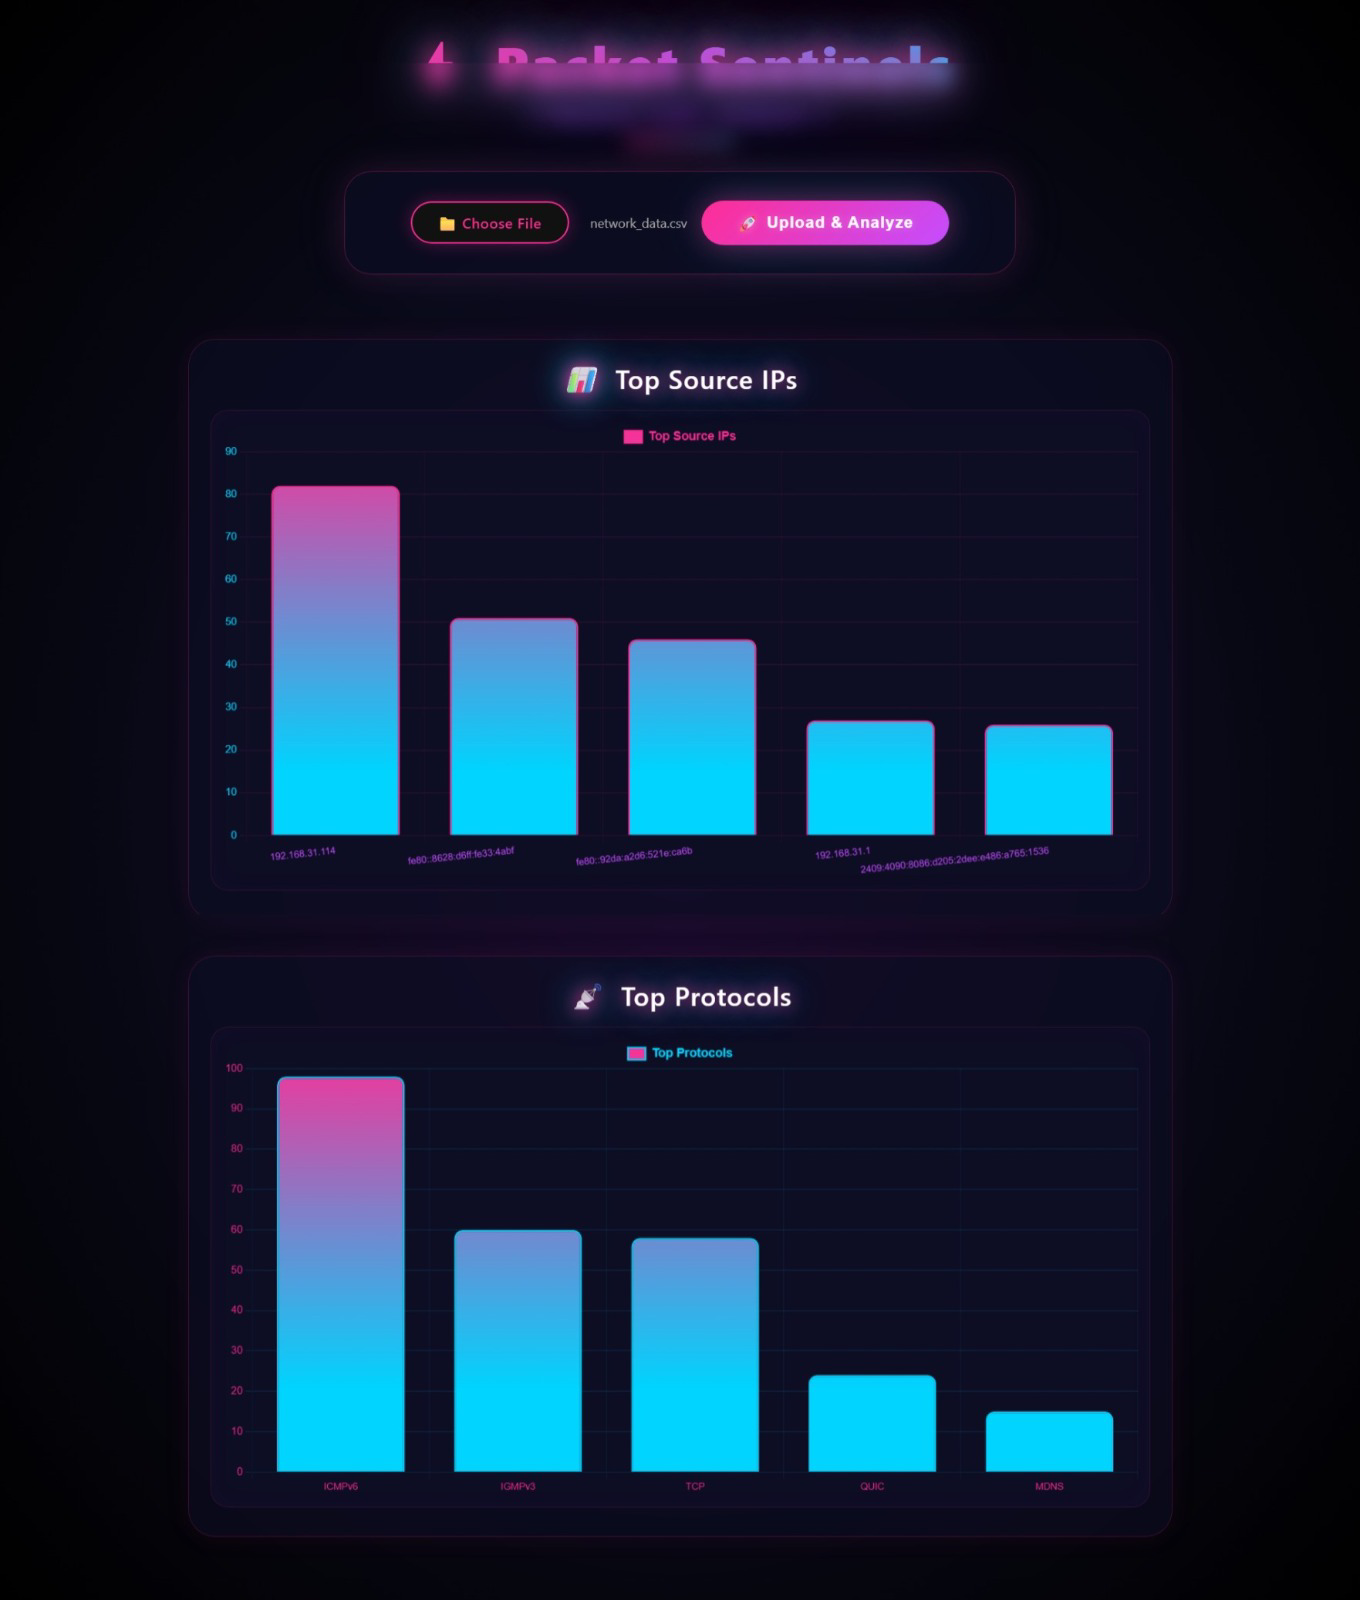 Packet Sentinels
Choose File
network_data.csv
Upload & Analyze
Top Source IPs
Top Source IPs
90
80
70
60
50
40
30
20
10
0
192.168.31.114
fe80::8628:d6ff:fe33:4abf
fe80::92da:a2d6:521e:ca6b
192.168.31.1
2409:4090:8086:d205:2dee:e486:a765:1536
Top Protocols
Top Protocols
100
90
80
70
60
50
40
30
20
10
0
ICMPv6
IGMPv3
TCP
QUIC
MDNS